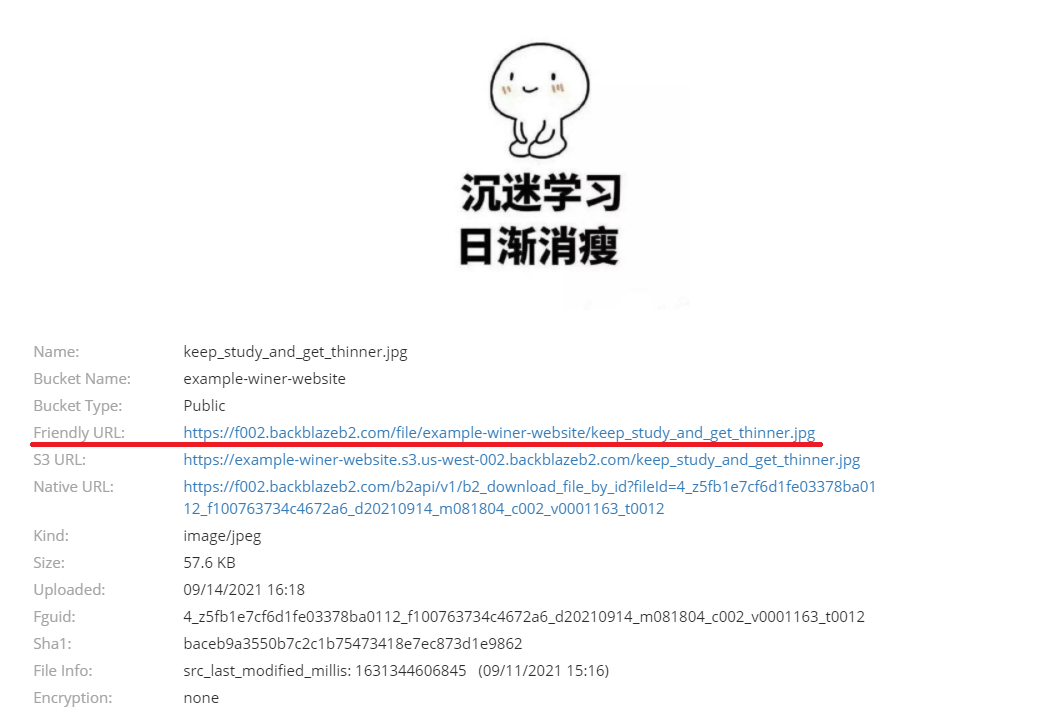 沉迷学习
日渐消瘦
Name: keep_study_and_get_thinner.jpg
Bucket Name: example-winer-website
Bucket Type: Public
Friendly URL: https://f002.backblazeb2.com/file/example-winer-website/keep_study_and_get_thinner.jpg
S3 URL: https://example-winer-website.s3.us-west-002.backblazeb2.com/keep_study_and_get_thinner.jpg
Native URL: https://f002.backblazeb2.com/b2api/v1/b2_download_file_by_id?fileId=4_z5fb1e7cf6d1fe03378ba01
12_f100763734c4672a6_d20210914_m081804_c002_v0001163_t0012
Kind: image/jpeg
Size: 57.6 KB
Uploaded: 09/14/2021 16:18
Fguid: 4_z5fb1e7cf6d1fe03378ba0112_f100763734c4672a6_d20210914_m081804_c002_v0001163_t0012
Sha1: baceb9a3550b7c2c1b75473418e7ec873d1e9862
File Info: src_last_modified_millis: 1631344606845 (09/11/2021 15:16)
Encryption: none